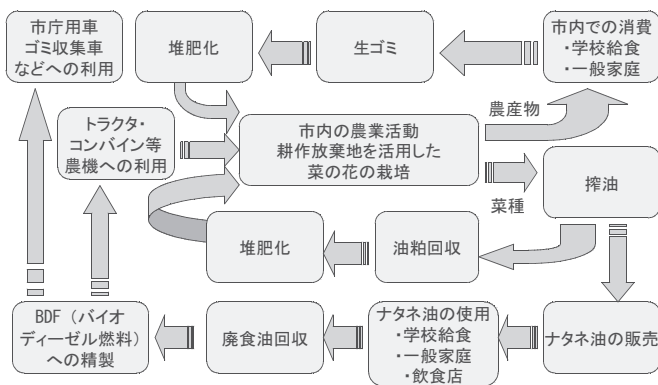 市庁用車
ゴミ収集車
などへの利用
堆肥化
生ゴミ
市内での消費
・学校給食
・一般家庭
トラクタ・
コンバイン等
農機への利用
市内の農業活動
耕作放棄地を活用した
菜の花の栽培
農産物
菜種
搾油
堆肥化
油粕回収
BDF（バイオ
ディーゼル燃料）
への精製
廃食油回収
ナタネ油の使用
・学校給食
・一般家庭
・飲食店
ナタネ油の販売